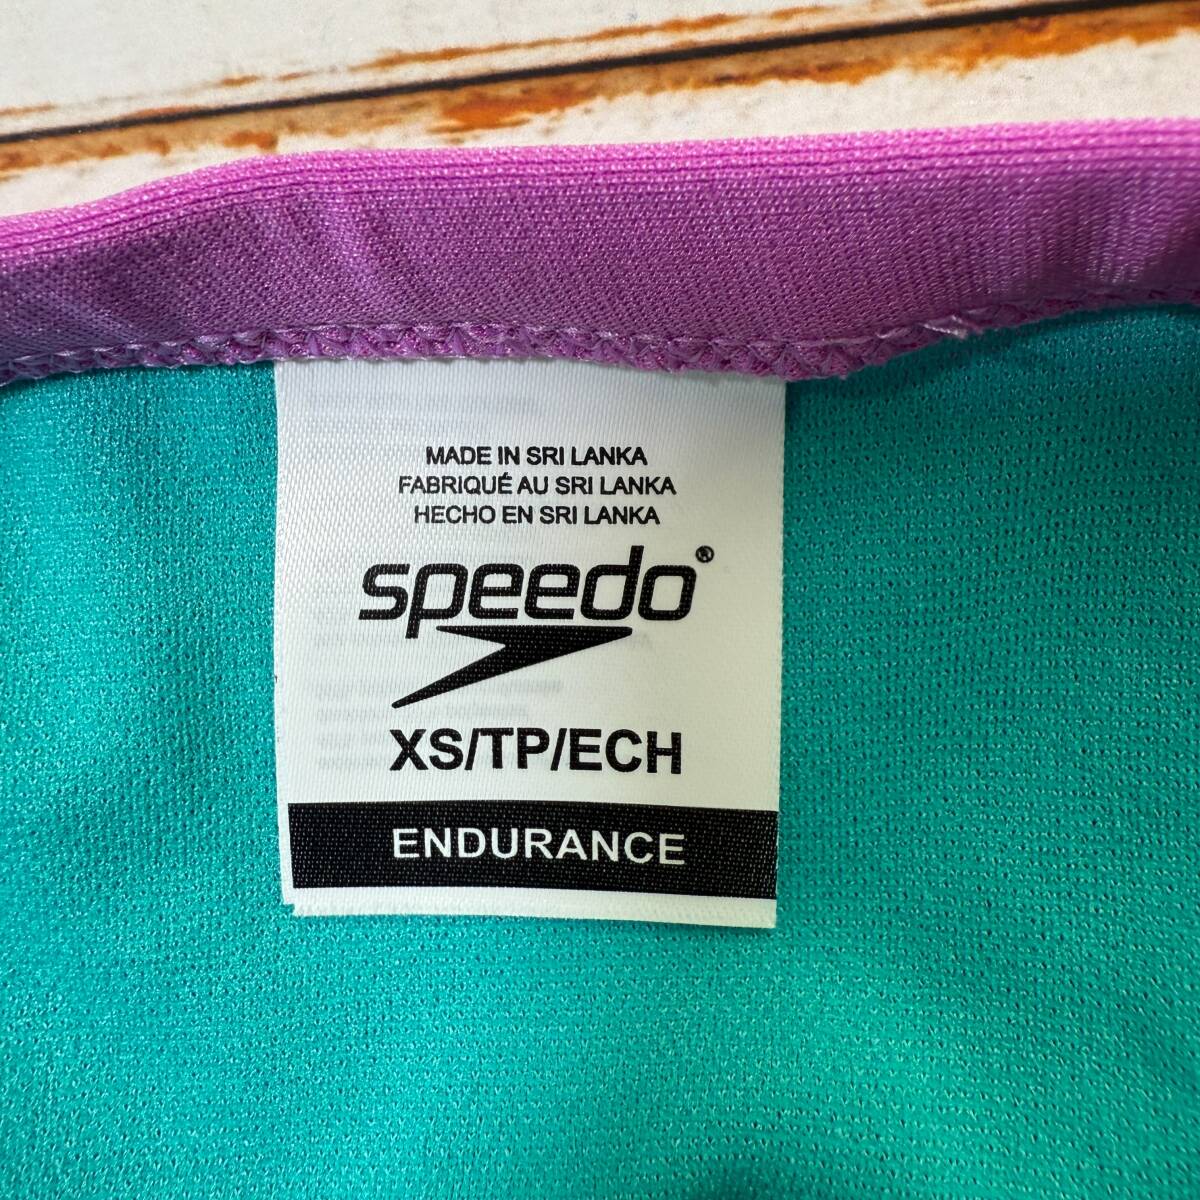 MADE IN SRI LANKA
FABRIQUÉ AU SRI LANKA
HECHO EN SRI LANKA
speedo®
XS/TP/ECH
ENDURANCE